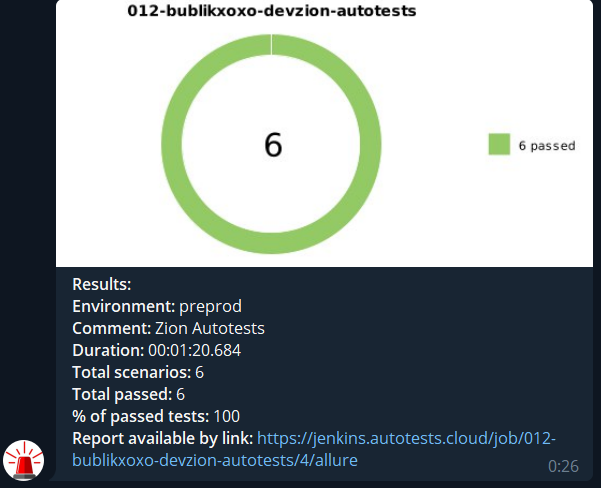 012-bublikxoxo-devzion-autotests
6
6 passed
Results:
Environment: preprod
Comment: Zion Autotests
Duration: 00:01:20.684
Total scenarios: 6
Total passed: 6
% of passed tests: 100
Report available by link: https://jenkins.autotests.cloud/job/012-
bublikxoxo-devzion-autotests/4/allure
0:26